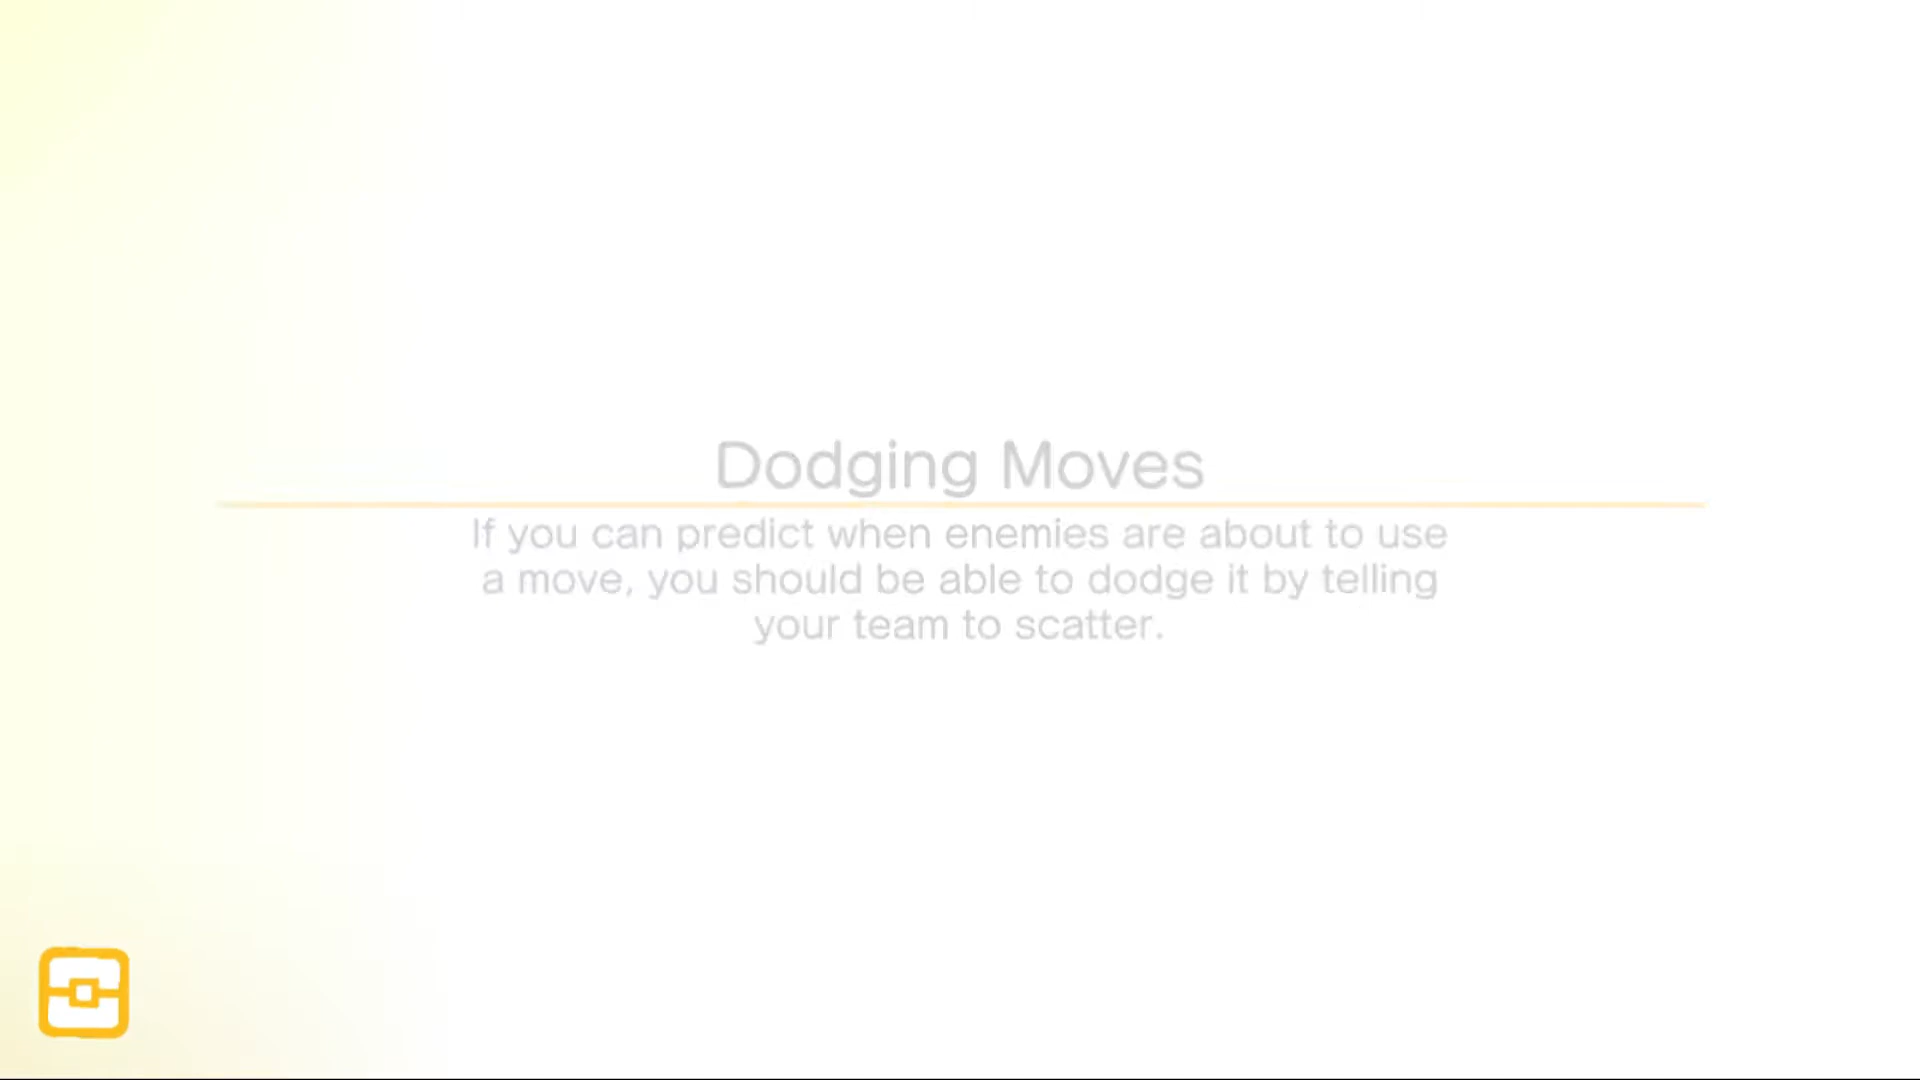 Dodging Moves
If you can predict when enemies are about to use
a move, you should be able to dodge it by telling
your team to scatter.